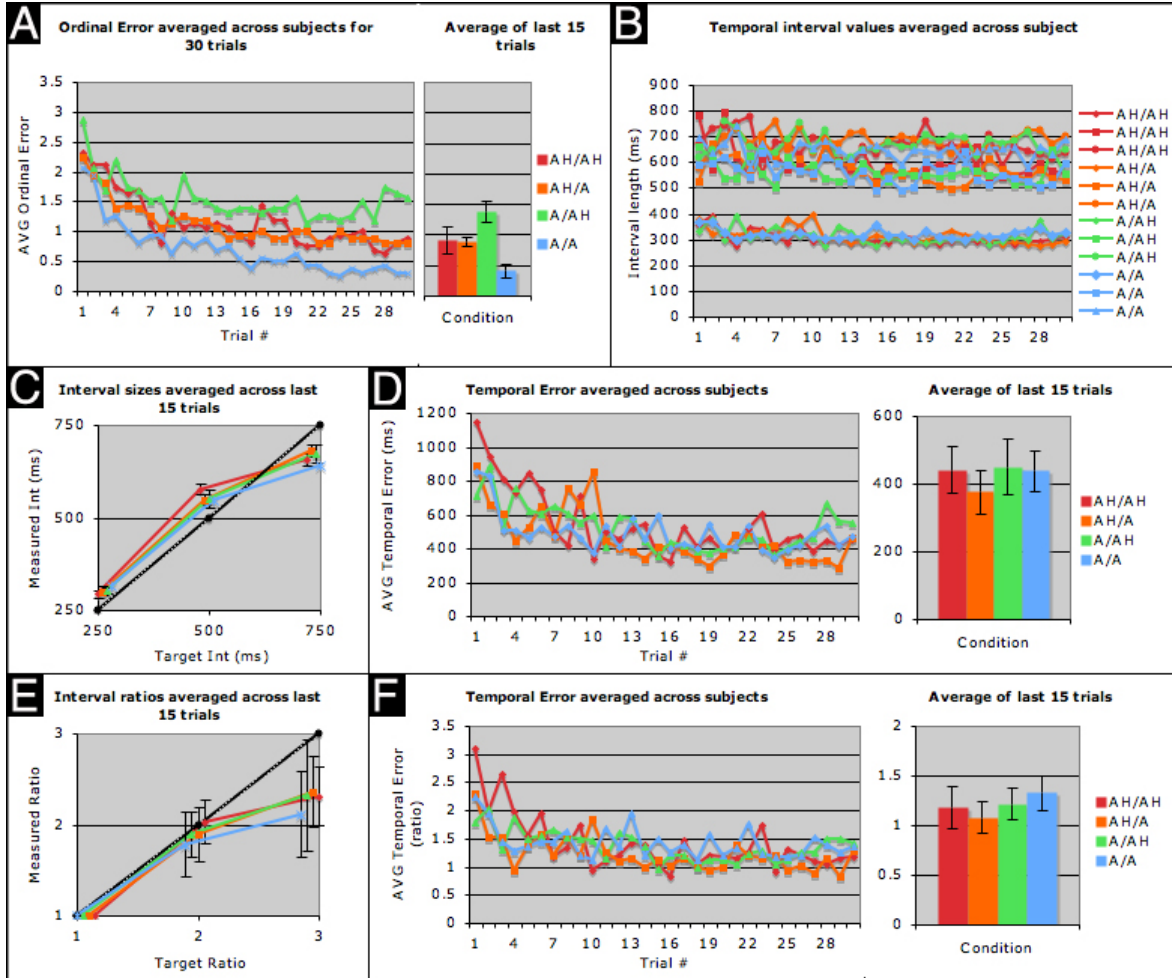 A
Ordinal Error averaged across subjects for
30 trials
Average of last 15
trials
AVG Ordinal Error
3.5
3
2.5
2
1.5
1
0.5
0
1 4 7 10 13 16 19 22 25 28
Trial #
Condition
AH/AH
AH/A
A/AH
A/A
B
Temporal interval values averaged across subject
Interval length (ms)
900
800
700
600
500
400
300
200
100
0
1 4 7 10 13 16 19 22 25 28
AH/AH
AH/AH
AH/AH
AH/A
AH/A
AH/A
A/AH
A/AH
A/AH
A/A
A/A
A/A
C
Interval sizes averaged across last
15 trials
Measured Int (ms)
750
500
250
250 500 750
Target Int (ms)
D
Temporal Error averaged across subjects
AVG Temporal Error (ms)
1200
1000
800
600
400
200
0
1 4 7 10 13 16 19 22 25 28
Trial #
Average of last 15 trials
600
400
200
0
Condition
AH/AH
AH/A
A/AH
A/A
E
Interval ratios averaged across last
15 trials
Measured Ratio
3
2
1
1 2 3
Target Ratio
F
Temporal Error averaged across subjects
AVG Temporal Error
(ratio)
3.5
3
2.5
2
1.5
1
0.5
0
1 4 7 10 13 16 19 22 25 28
Trial #
Average of last 15 trials
2
1.5
1
0.5
0
Condition
AH/AH
AH/A
A/AH
A/A